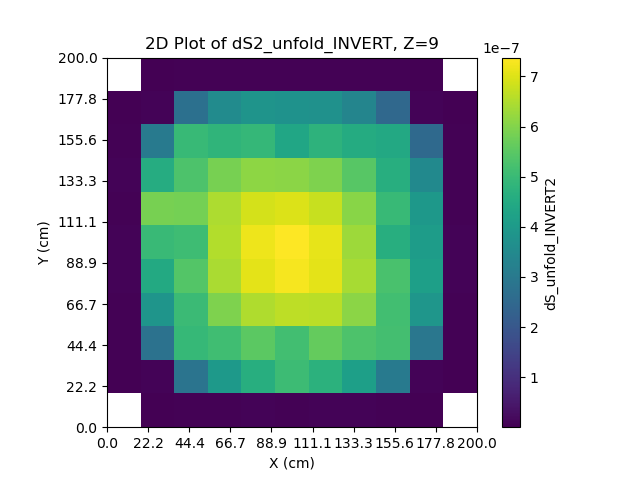 2D Plot of dS2_unfold_INVERT, Z=9
1e−7
200.0
177.8
155.6
133.3
111.1
88.9
66.7
44.4
22.2
0.0
Y (cm)
0.0 22.2 44.4 66.7 88.9 111.1 133.3 155.6 177.8 200.0
X (cm)
7
6
5
4
3
2
1
dS_unfold_INVERT2